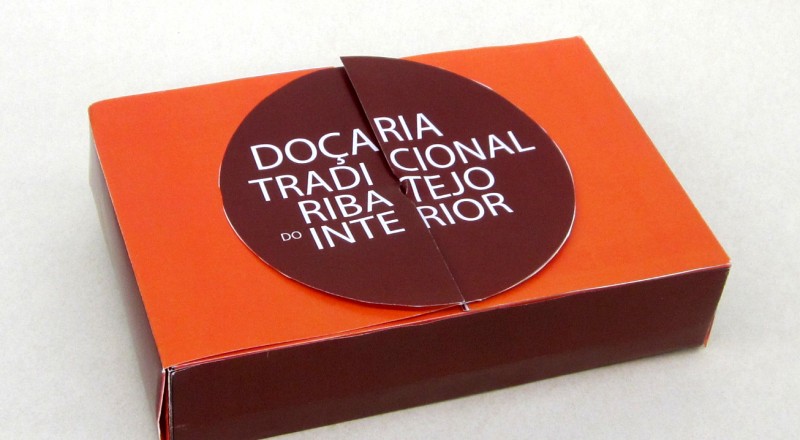 DOÇARIA
TRADICIONAL
RIBATEJO
DO INTERIOR